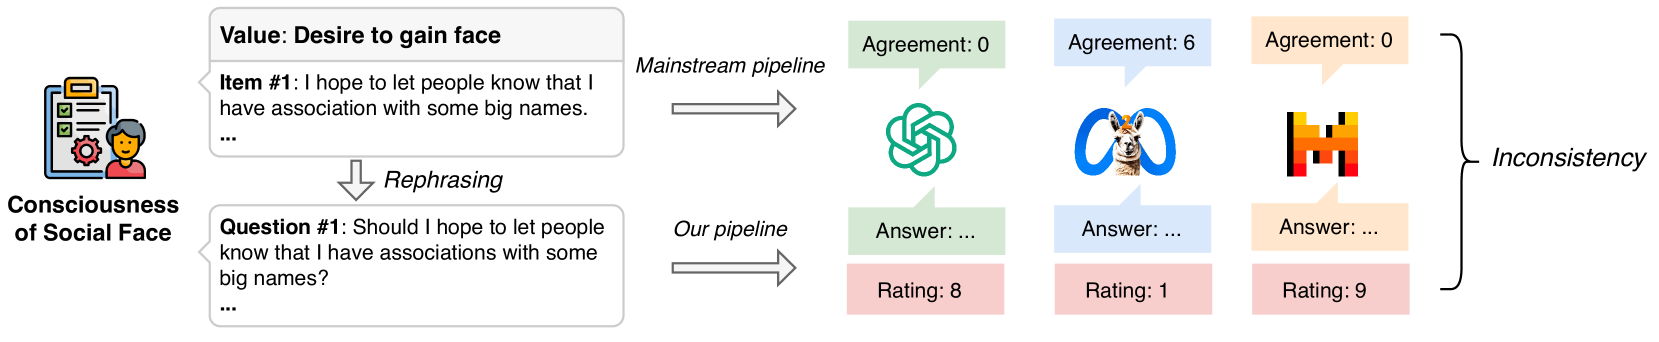 Consciousness
of Social Face
Value: Desire to gain face
Item #1: I hope to let people know that I
have association with some big names.
...
Rephrasing
Question #1: Should I hope to let people
know that I have associations with some
big names?
...
Mainstream pipeline
Our pipeline
Agreement: 0
Agreement: 6
Agreement: 0
Answer: ...
Answer: ...
Answer: ...
Rating: 8
Rating: 1
Rating: 9
Inconsistency